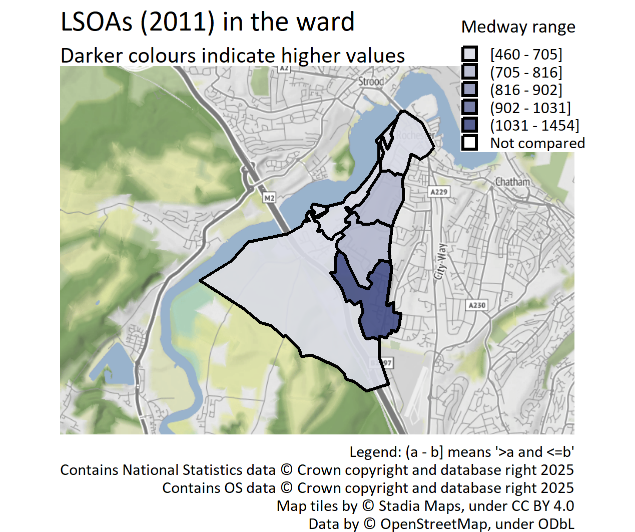 LSOAs (2011) in the ward
Darker colours indicate higher values
Medway range
[460 - 705]
(705 - 816]
(816 - 902]
(902 - 1031]
(1031 - 1454]
Not compared
A2
Strood
M2
A229
Chatham
City Way
A230
Legend: (a - b] means '>a and <=b'
Contains National Statistics data © Crown copyright and database right 2025
Contains OS data © Crown copyright and database right 2025
Map tiles by © Stadia Maps, under CC BY 4.0
Data by © OpenStreetMap, under ODbL